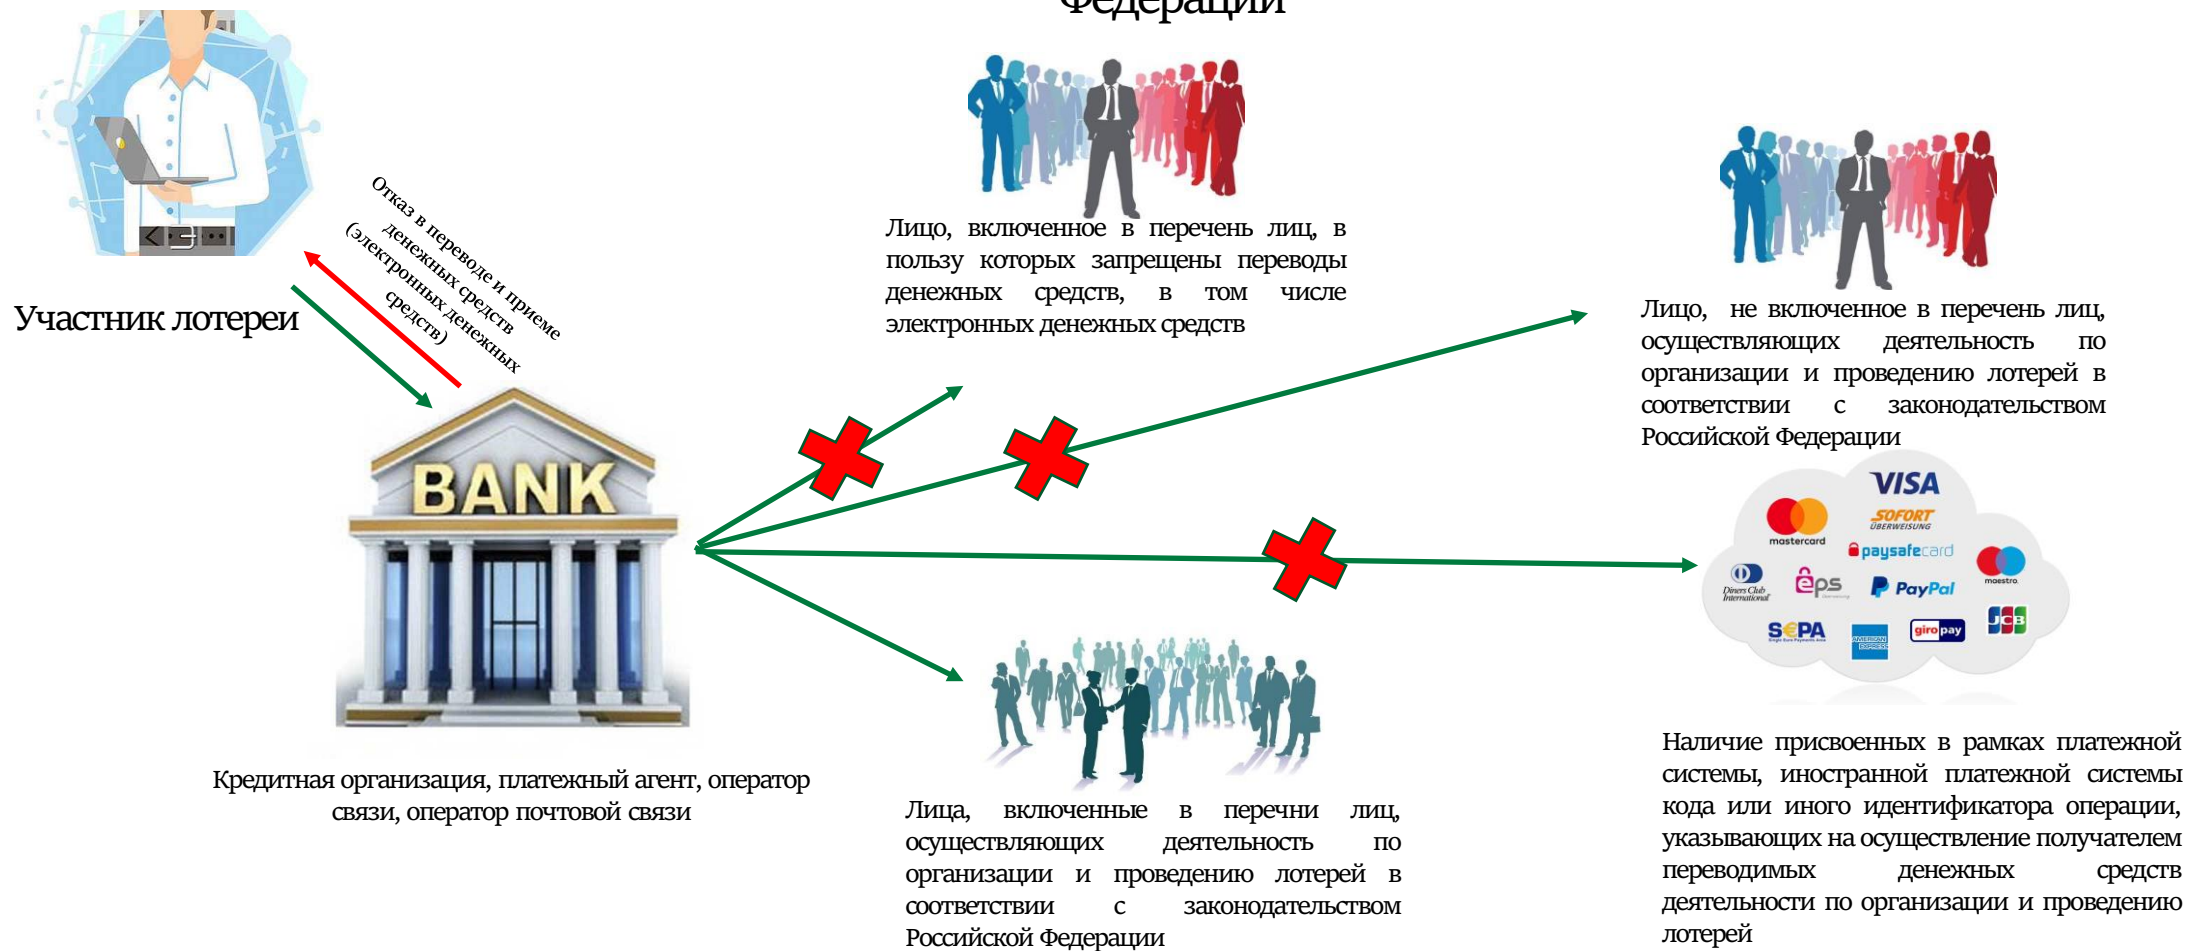 Федерации
Отказ в переводе и приеме
денежных средств
(электронных денежных
средств)
Участник лотереи
BANK
Кредитная организация, платежный агент, оператор
связи, оператор почтовой связи
Лицо, включенное в перечень лиц, в
пользу которых запрещены переводы
денежных средств, в том числе
электронных денежных средств
Лицо, не включенное в перечень лиц,
осуществляющих деятельность по
организации и проведению лотерей в
соответствии с законодательством
Российской Федерации
VISA
mastercard
SOFORT
ÜBERWEISUNG
paysafecard
maestro
Diners Club
International
eps
PayPal
S€PA
AMERICAN
EXPRESS
giropay
JCB
Лица, включенные в перечни лиц,
осуществляющих деятельность по
организации и проведению лотерей в
соответствии с законодательством
Российской Федерации
Наличие присвоенных в рамках платежной
системы, иностранной платежной системы
кода или иного идентификатора операции,
указывающих на осуществление получателем
переводимых денежных средств
деятельности по организации и проведению
лотерей